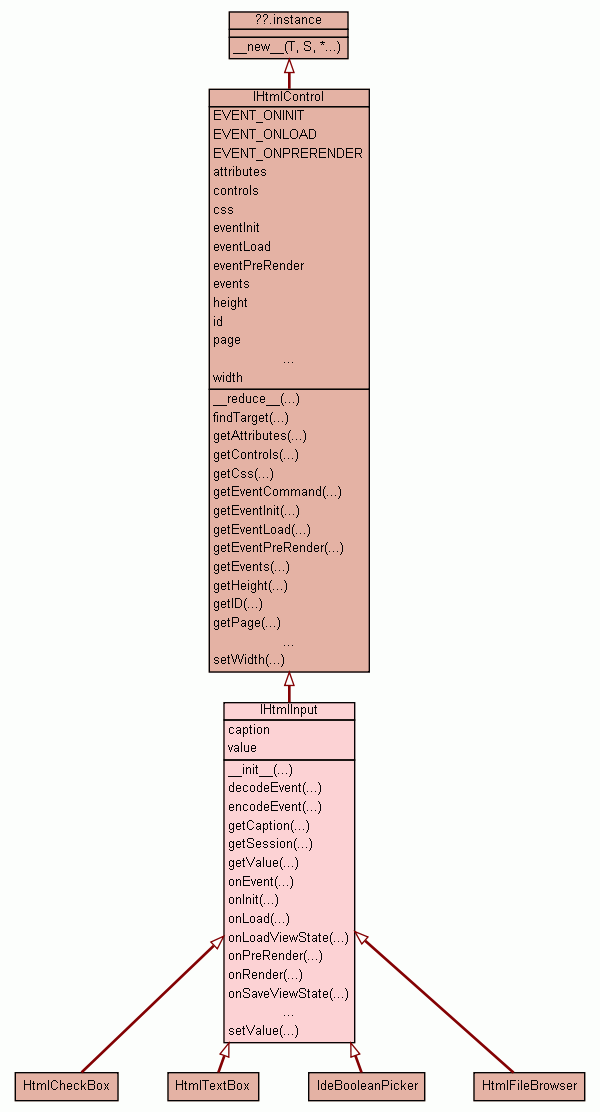 ??.instance
__new__(T, S, *...)
IHtmlControl
EVENT_ONINIT
EVENT_ONLOAD
EVENT_ONPRERENDER
attributes
controls
css
eventInit
eventLoad
eventPreRender
events
height
id
page
...
width
__reduce__(...)
findTarget(...)
getAttributes(...)
getControls(...)
getCss(...)
getEventCommand(...)
getEventInit(...)
getEventLoad(...)
getEventPreRender(...)
getEvents(...)
getHeight(...)
getID(...)
getPage(...)
...
setWidth(...)
IHtmlInput
caption
value
__init__(...)
decodeEvent(...)
encodeEvent(...)
getCaption(...)
getSession(...)
getValue(...)
onEvent(...)
onInit(...)
onLoad(...)
onLoadViewState(...)
onPreRender(...)
onRender(...)
onSaveViewState(...)
...
setValue(...)
HtmlCheckBox
HtmlTextBox
IdeBooleanPicker
HtmlFileBrowser